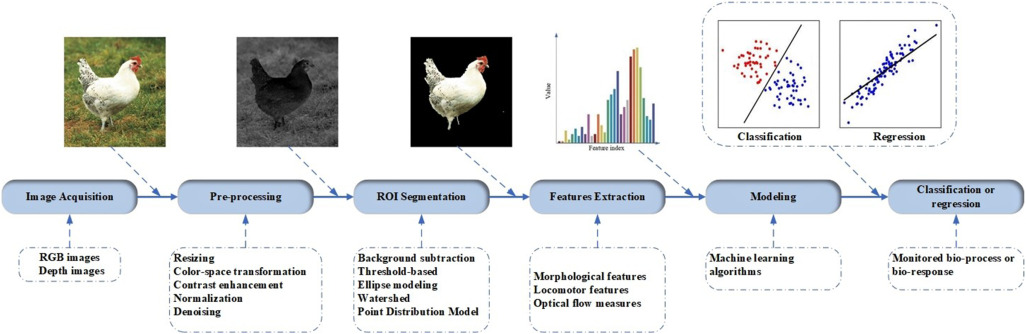 Value
Feature index
Classification
Regression
Image Acquisition
Pre-processing
ROI Segmentation
Features Extraction
Modeling
Classification or
regression
RGB images
Depth images
Resizing
Color-space transformation
Contrast enhancement
Normalization
Denoising
Background subtraction
Threshold-based
Ellipse modeling
Watershed
Point Distribution Model
Morphological features
Locomotor features
Optical flow measures
Machine learning
algorithms
Monitored bio-process or
bio-response